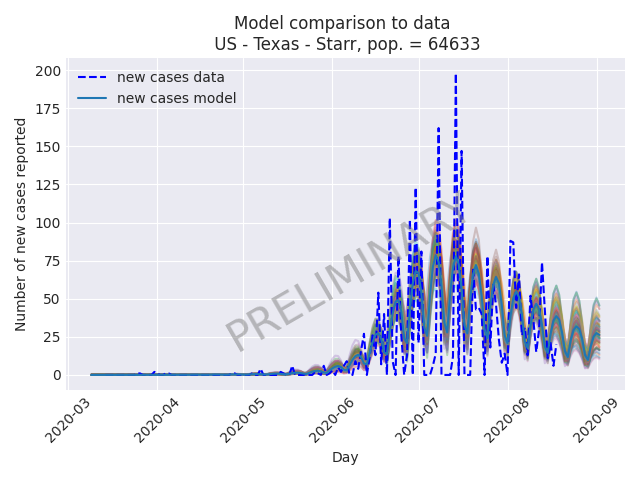 Model comparison to data
US - Texas - Starr, pop. = 64633
new cases data
new cases model
Number of new cases reported
200
175
150
125
100
75
50
25
0
PRELIMINARY
2020-03
2020-04
2020-05
2020-06
2020-07
2020-08
2020-09
Day